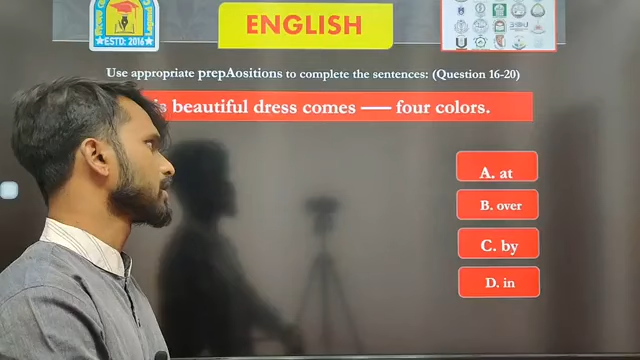 ENGLISH
ESTD: 2016
Use appropriate prepAositions to complete the sentences: (Question 16-20)
is beautiful dress comes — four colors.
A. at
B. over
C. by
D. in